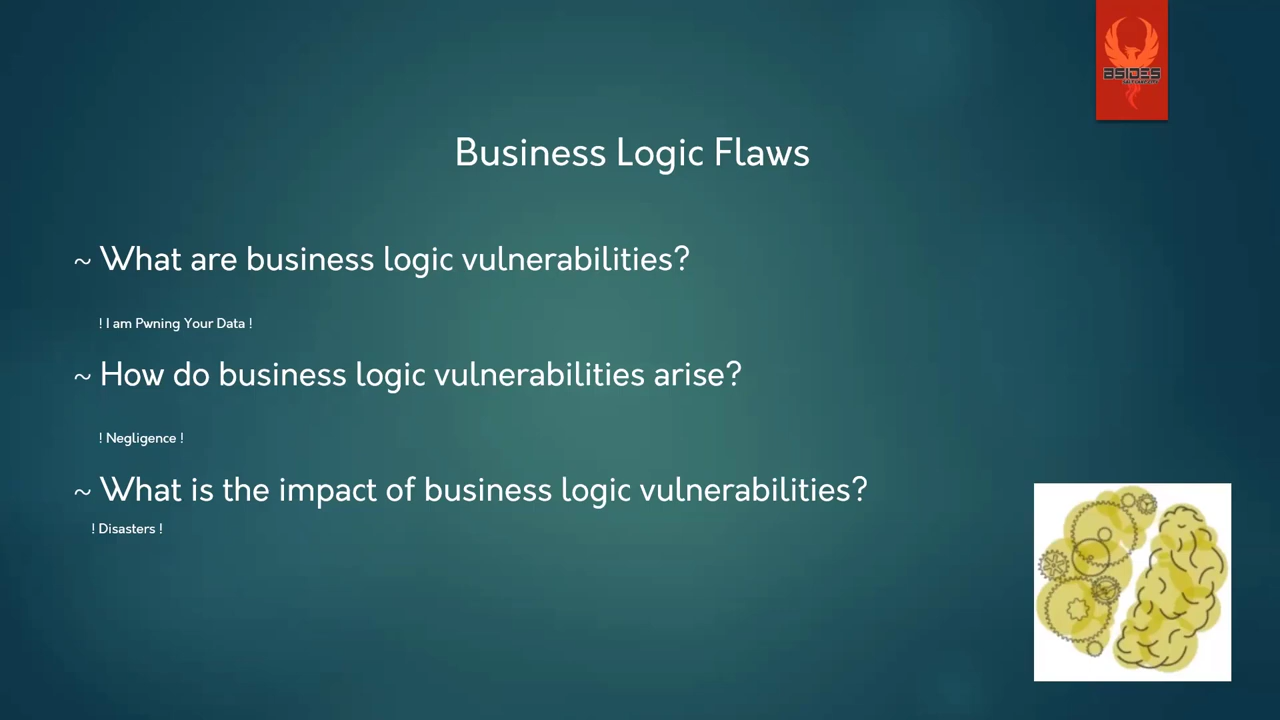 BSIDES
Business Logic Flaws
~ What are business logic vulnerabilities?
! I am Pwning Your Data !
~ How do business logic vulnerabilities arise?
! Negligence !
~ What is the impact of business logic vulnerabilities?
! Disasters !